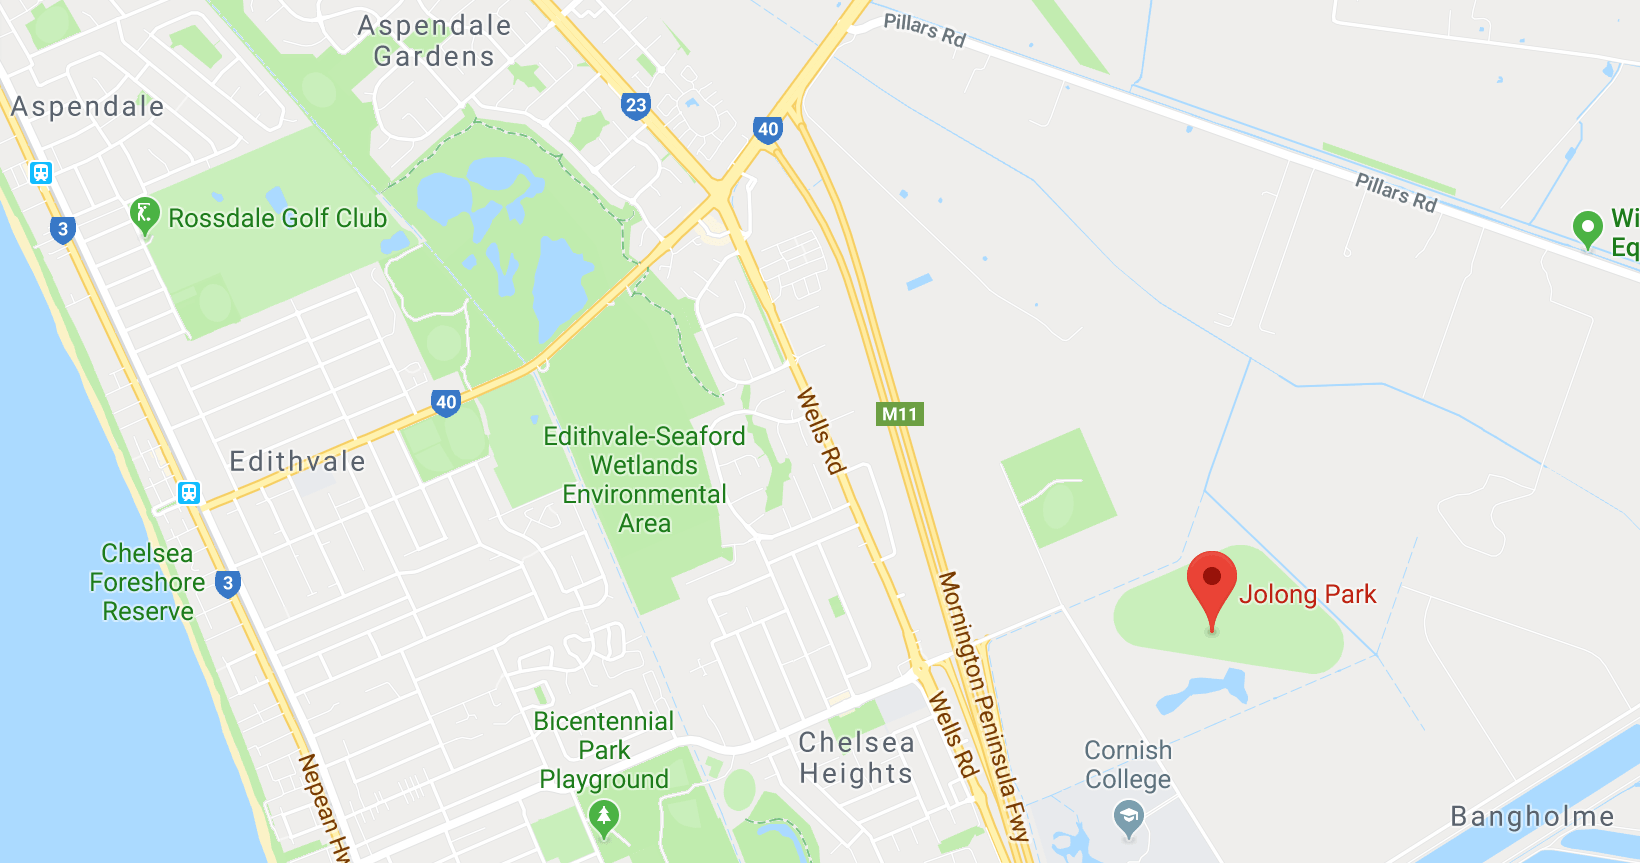 Aspendale
Gardens
Pillars Rd
Aspendale
23
40
3
Rossdale Golf Club
Pillars Rd
Wi
Eq
40
M11
Wells Rd
Edithvale
Edithvale-Seaford
Wetlands
Environmental
Area
Chelsea
Foreshore
Reserve
3
Jolong Park
Mornington Peninsula Fwy
Wells Rd
Bicentennial
Park
Playground
Chelsea
Heights
Cornish
College
Nepean Hw
Bangholme